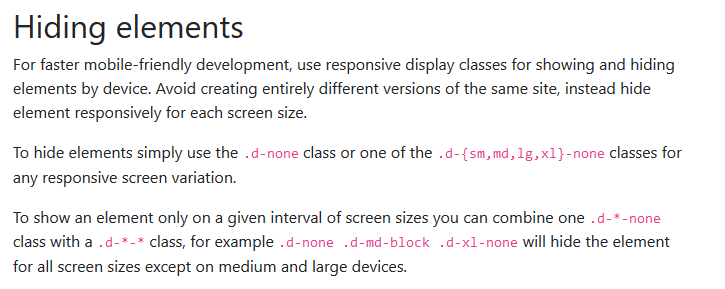 Hiding elements
For faster mobile-friendly development, use responsive display classes for showing and hiding
elements by device. Avoid creating entirely different versions of the same site, instead hide
element responsively for each screen size.
To hide elements simply use the .d-none class or one of the .d-{sm,md,lg,xl}-none classes for
any responsive screen variation.
To show an element only on a given interval of screen sizes you can combine one .d-*-none
class with a .d-*-* class, for example .d-none .d-md-block .d-xl-none will hide the element
for all screen sizes except on medium and large devices.